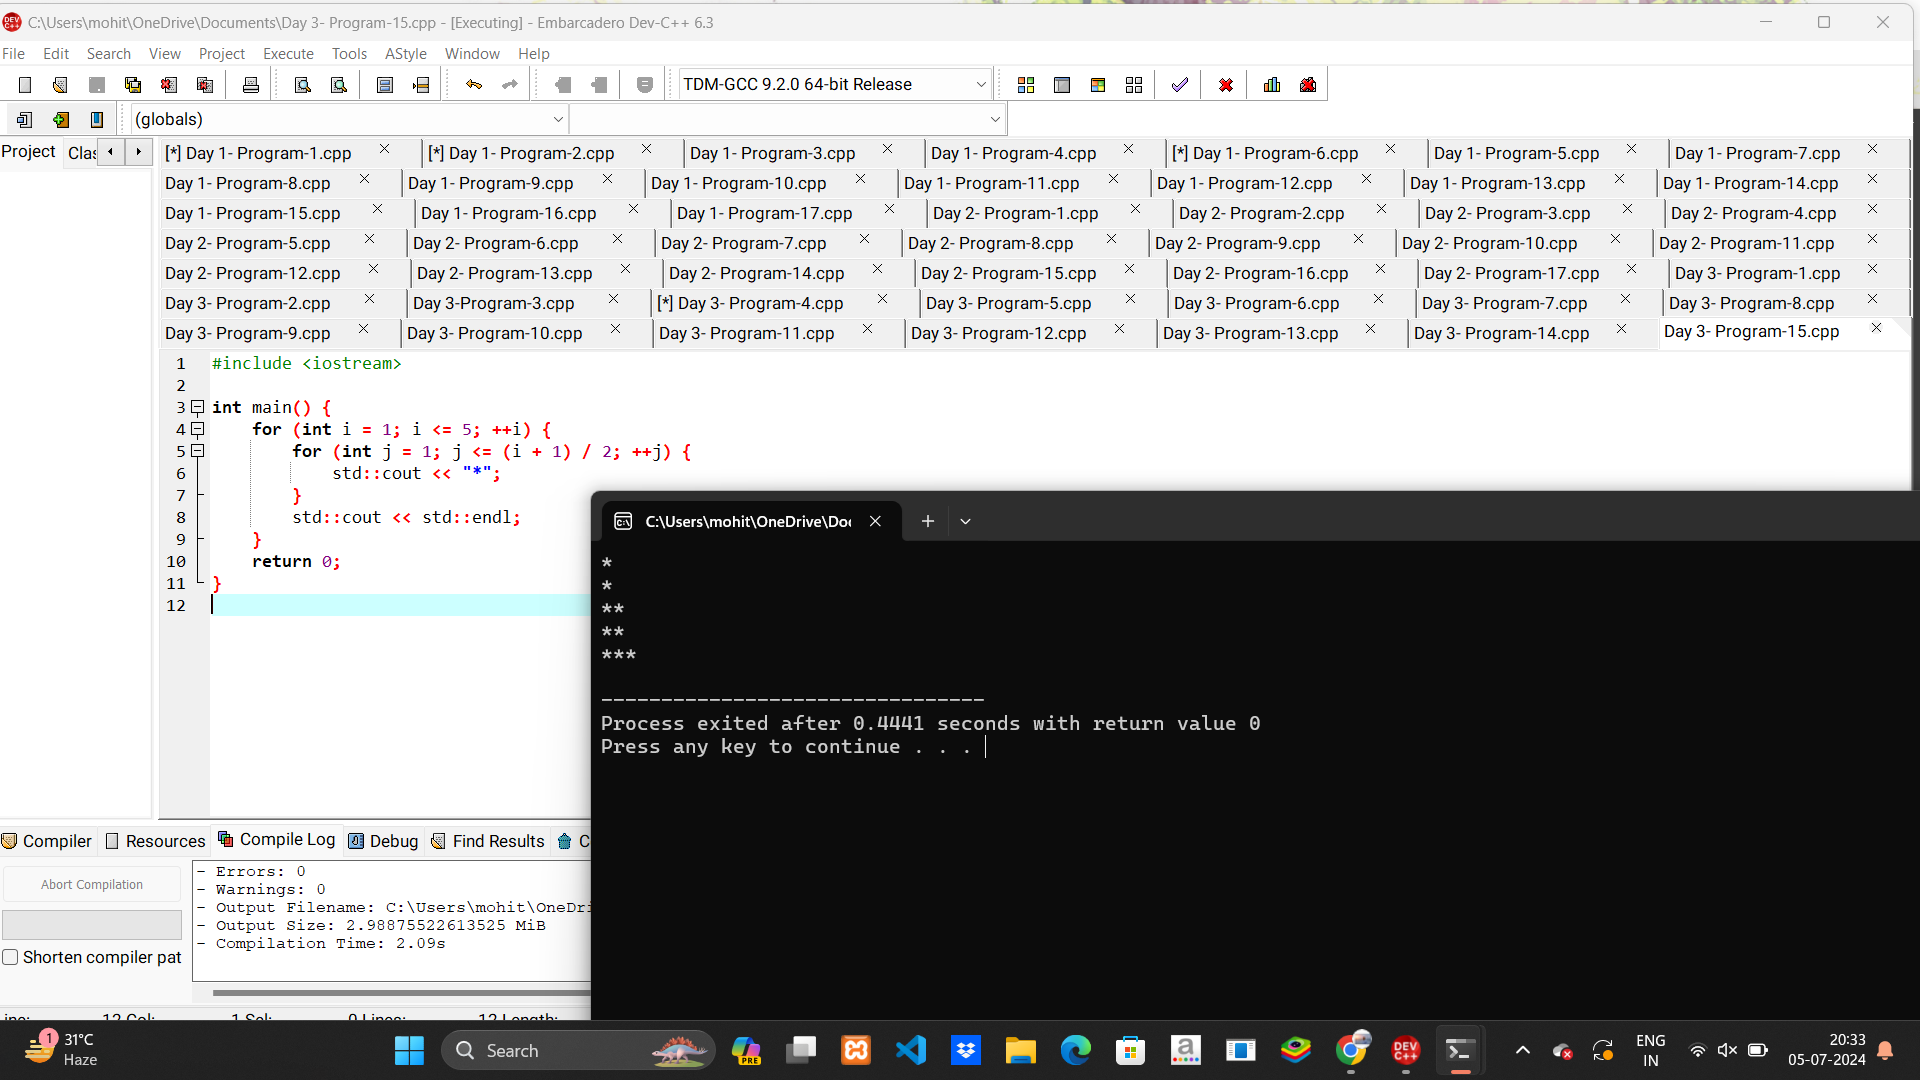 C:\Users\mohit\OneDrive\Documents\Day 3- Program-15.cpp - [Executing] - Embarcadero Dev-C++ 6.3
File Edit Search View Project Execute Tools AStyle Window Help
TDM-GCC 9.2.0 64-bit Release
(globals)
Project Clas
[*] Day 1- Program-1.cpp [*] Day 1- Program-2.cpp Day 1- Program-3.cpp Day 1- Program-4.cpp [*] Day 1- Program-6.cpp Day 1- Program-5.cpp Day 1- Program-7.cpp
Day 1- Program-8.cpp Day 1- Program-9.cpp Day 1- Program-10.cpp Day 1- Program-11.cpp Day 1- Program-12.cpp Day 1- Program-13.cpp Day 1- Program-14.cpp
Day 1- Program-15.cpp Day 1- Program-16.cpp Day 1- Program-17.cpp Day 2- Program-1.cpp Day 2- Program-2.cpp Day 2- Program-3.cpp Day 2- Program-4.cpp
Day 2- Program-5.cpp Day 2- Program-6.cpp Day 2- Program-7.cpp Day 2- Program-8.cpp Day 2- Program-9.cpp Day 2- Program-10.cpp Day 2- Program-11.cpp
Day 2- Program-12.cpp Day 2- Program-13.cpp Day 2- Program-14.cpp Day 2- Program-15.cpp Day 2- Program-16.cpp Day 2- Program-17.cpp Day 3- Program-1.cpp
Day 3- Program-2.cpp Day 3-Program-3.cpp [*] Day 3- Program-4.cpp Day 3- Program-5.cpp Day 3- Program-6.cpp Day 3- Program-7.cpp Day 3- Program-8.cpp
Day 3- Program-9.cpp Day 3- Program-10.cpp Day 3- Program-11.cpp Day 3- Program-12.cpp Day 3- Program-13.cpp Day 3- Program-14.cpp Day 3- Program-15.cpp
1 #include <iostream>
2
3 int main() {
4 for (int i = 1; i <= 5; ++i) {
5 for (int j = 1; j <= (i + 1) / 2; ++j) {
6 std::cout << "*";
7 }
8 std::cout << std::endl;
9 }
10 return 0;
11 }
12
C:\Users\mohit\OneDrive\Doc
*
*
**
**
***
--------------------------------
Process exited after 0.4441 seconds with return value 0
Press any key to continue . . .
Compiler Resources Compile Log Debug Find Results C
Abort Compilation
Shorten compiler pat
- Errors: 0
- Warnings: 0
- Output Filename: C:\Users\mohit\OneDri
- Output Size: 2.98875522613525 MiB
- Compilation Time: 2.09s
12 Col: 1 Sel: 0 Lines: 12 Length:
1 31°C
Haze
Search
PRE
DEV C++
ENG
IN
20:33
05-07-2024